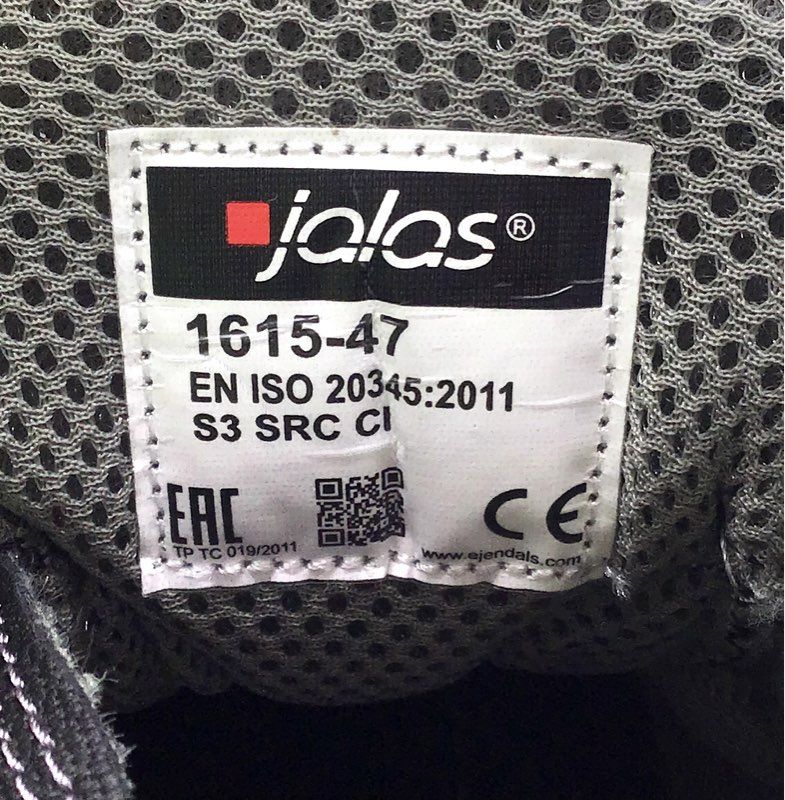 jalas®
1615-47
EN ISO 20345:2011
S3 SRC CI
EAC
TP TC 019/2011
CE
www.ejendals.com